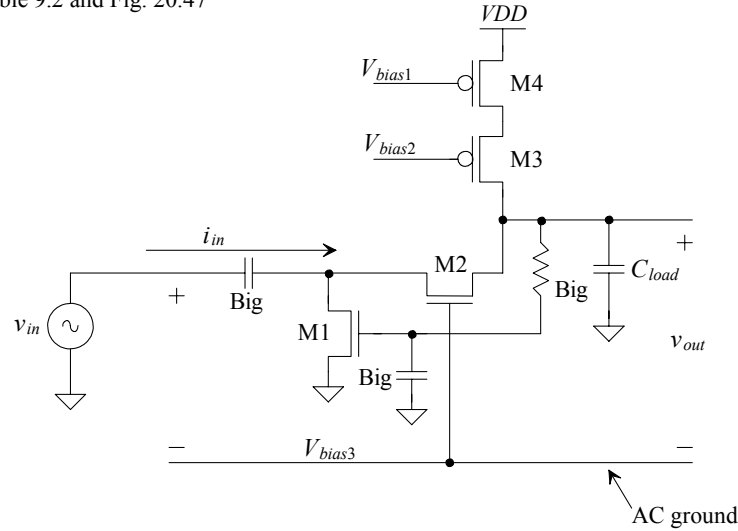 ble 9.2 and Fig. 20.47
VDD
Vbias1
M4
Vbias2
M3
iin
M2
+
Cload
+
Big
Big
vin
M1
vout
Big
−
Vbias3
−
AC ground